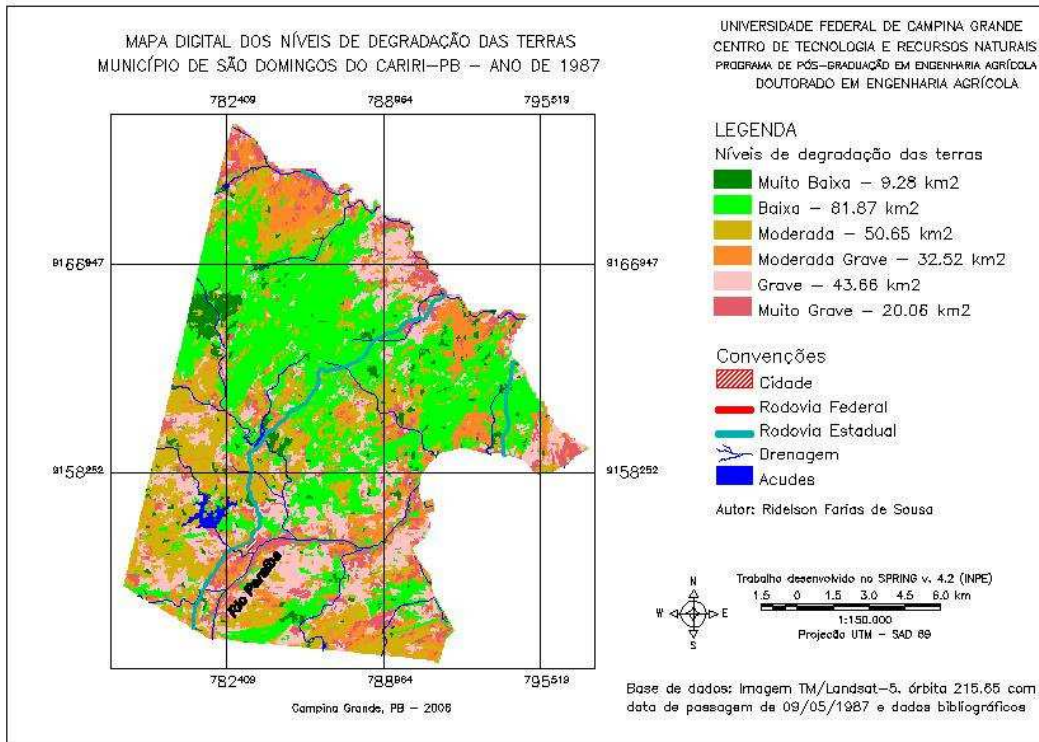 MAPA DIGITAL DOS NÍVEIS DE DEGRADAÇÃO DAS TERRAS
MUNICÍPIO DE SÃO DOMINGOS DO CARIRI-PB - ANO DE 1987
782409 788964 795519
9166947 9166947
9158252 9158252
Rio Paraíba
782409 788964 795519
Campina Grande, PB - 2006
UNIVERSIDADE FEDERAL DE CAMPINA GRANDE
CENTRO DE TECNOLOGIA E RECURSOS NATURAIS
PROGRAMA DE PÓS-GRADUAÇÃO EM ENGENHARIA AGRÍCOLA
DOUTORADO EM ENGENHARIA AGRÍCOLA
LEGENDA
Níveis de degradação das terras
Muito Baixa - 9.28 km2
Baixa - 81.87 km2
Moderada - 50.65 km2
Moderada Grave - 32.52 km2
Grave - 43.66 km2
Muito Grave - 20.06 km2
Convenções
Cidade
Rodovia Federal
Rodovia Estadual
Drenagem
Acudes
Autor: Ridelson Farias de Sousa
N
W E
S
Trabalho desenvolvido no SPRING v. 4.2 (INPE)
1.5 0 1.5 3.0 4.5 6.0 km
1:150.000
Projecão UTM - SAD 69
Base de dados: Imagem TM/Landsat-5, órbita 215.65 com
data de passagem de 09/05/1987 e dados bibliográficos